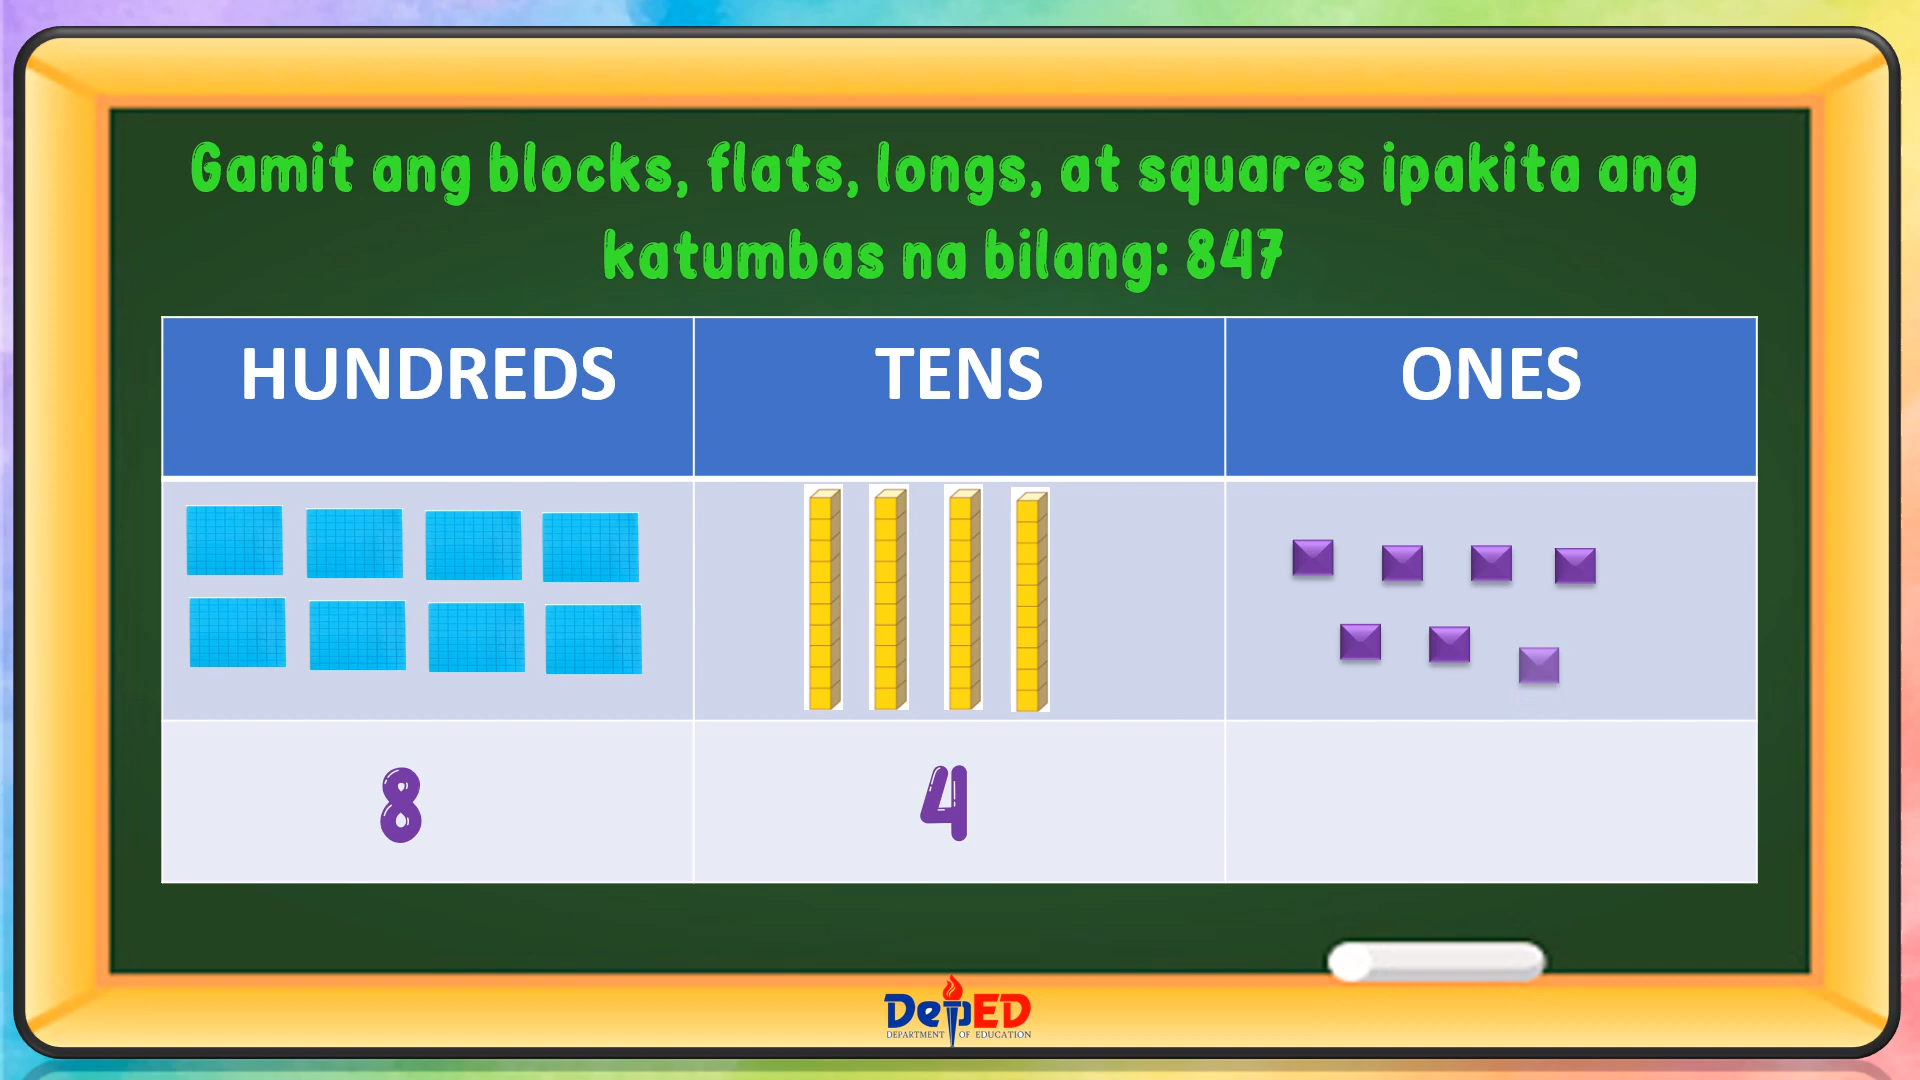 Gamit ang blocks, flats, longs, at squares ipakita ang
katumbas na bilang: 847
HUNDREDS TENS ONES
8 4
DepED
DEPARTMENT OF EDUCATION